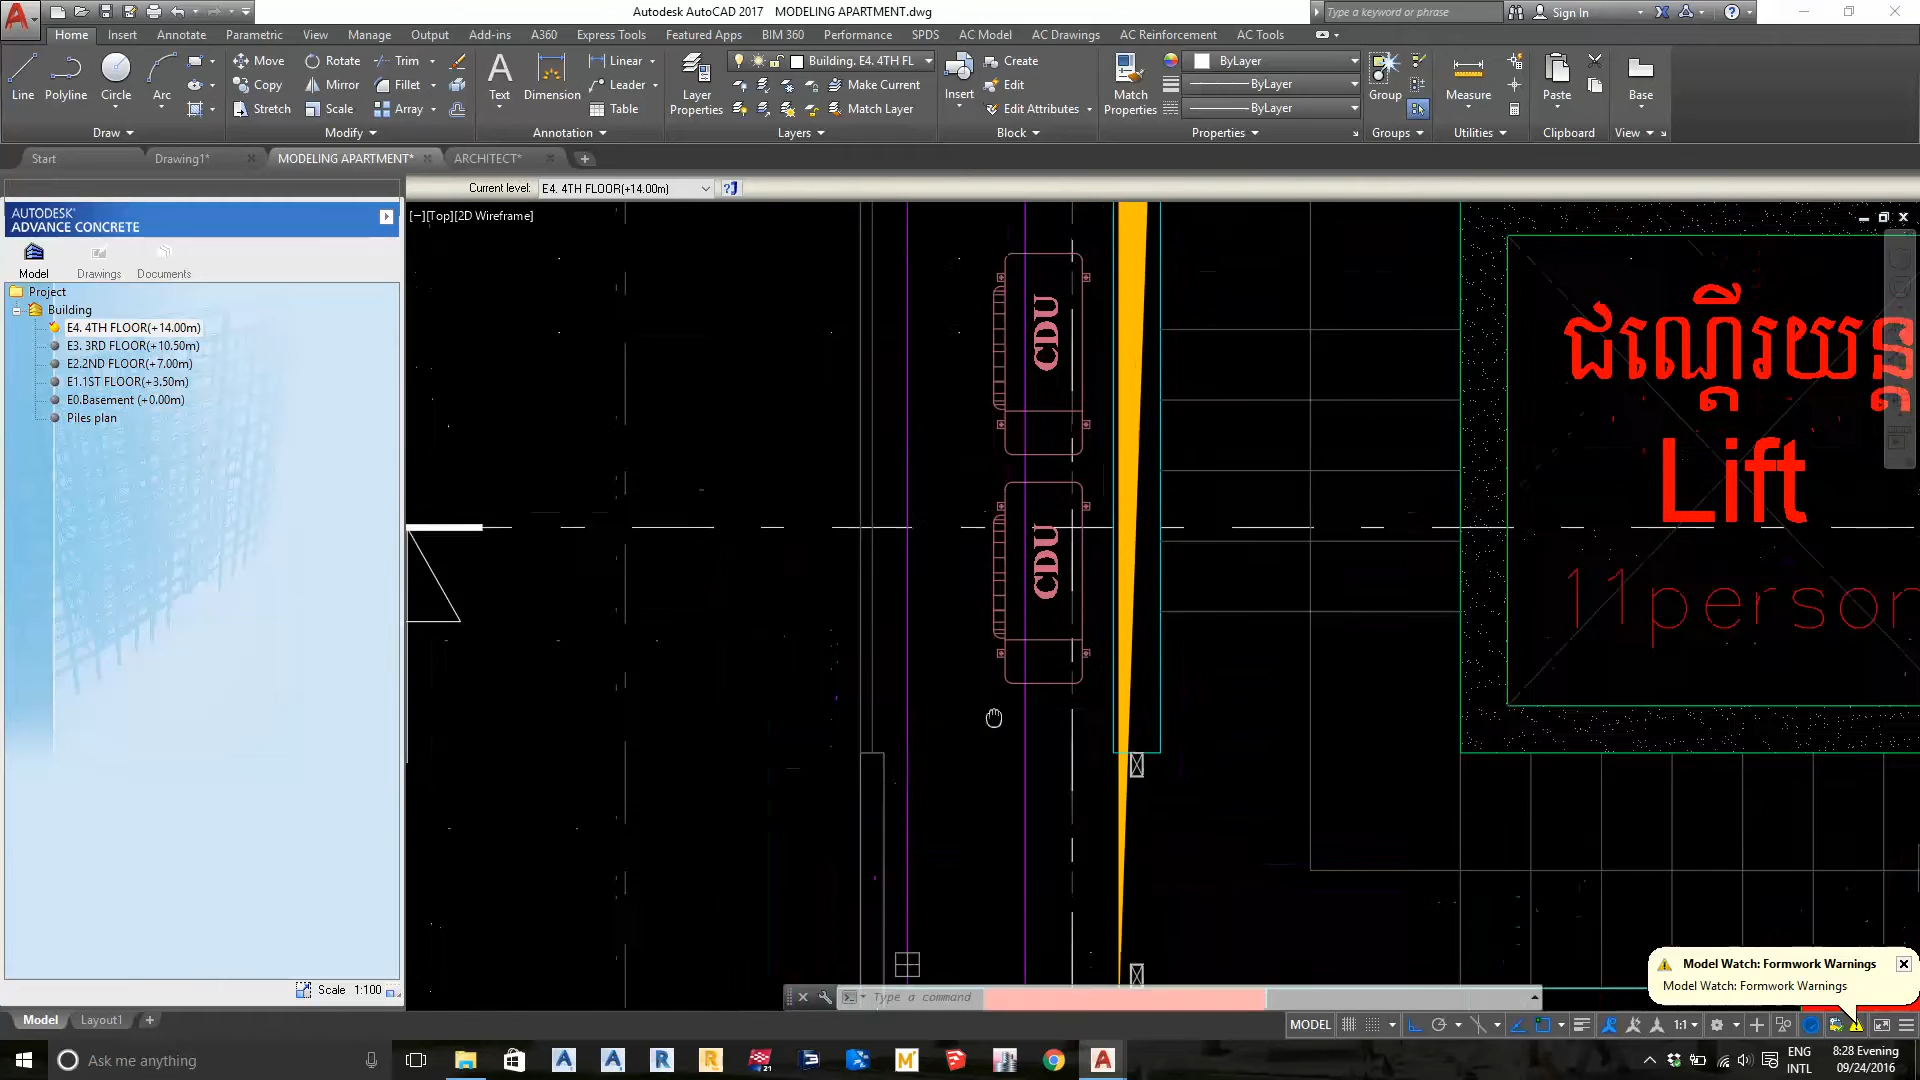 Autodesk AutoCAD 2017 MODELING APARTMENT.dwg
Type a keyword or phrase
Sign In
Home Insert Annotate Parametric View Manage Output Add-ins A360 Express Tools Featured Apps BIM 360 Performance SPDS AC Model AC Drawings AC Reinforcement AC Tools
Line Polyline Circle Arc
Move Rotate Trim
Copy Mirror Fillet
Stretch Scale Array
Text Dimension
Linear
Leader
Table
Layer Properties
Building. E4. 4TH FL
Make Current
Match Layer
Insert
Create
Edit
Edit Attributes
Match Properties
ByLayer
ByLayer
ByLayer
Group
Measure
Paste
Base
Draw Modify Annotation Layers Block Properties Groups Utilities Clipboard View
Start Drawing1* MODELING APARTMENT* ARCHITECT*
Current level: E4. 4TH FLOOR(+14.00m)
AUTODESK®
ADVANCE CONCRETE
Model Drawings Documents
Project
Building
E4. 4TH FLOOR(+14.00m)
E3. 3RD FLOOR(+10.50m)
E2.2ND FLOOR(+7.00m)
E1.1ST FLOOR(+3.50m)
E0.Basement (+0.00m)
Piles plan
Scale 1:100
[−][Top][2D Wireframe]
CDU
CDU
ជណ្តើរយន្ត
Lift
11person
Type a command
Model Watch: Formwork Warnings
Model Watch: Formwork Warnings
Model Layout1
MODEL
1:1
Ask me anything
21
ENG
INTL
8:28 Evening
09/24/2016